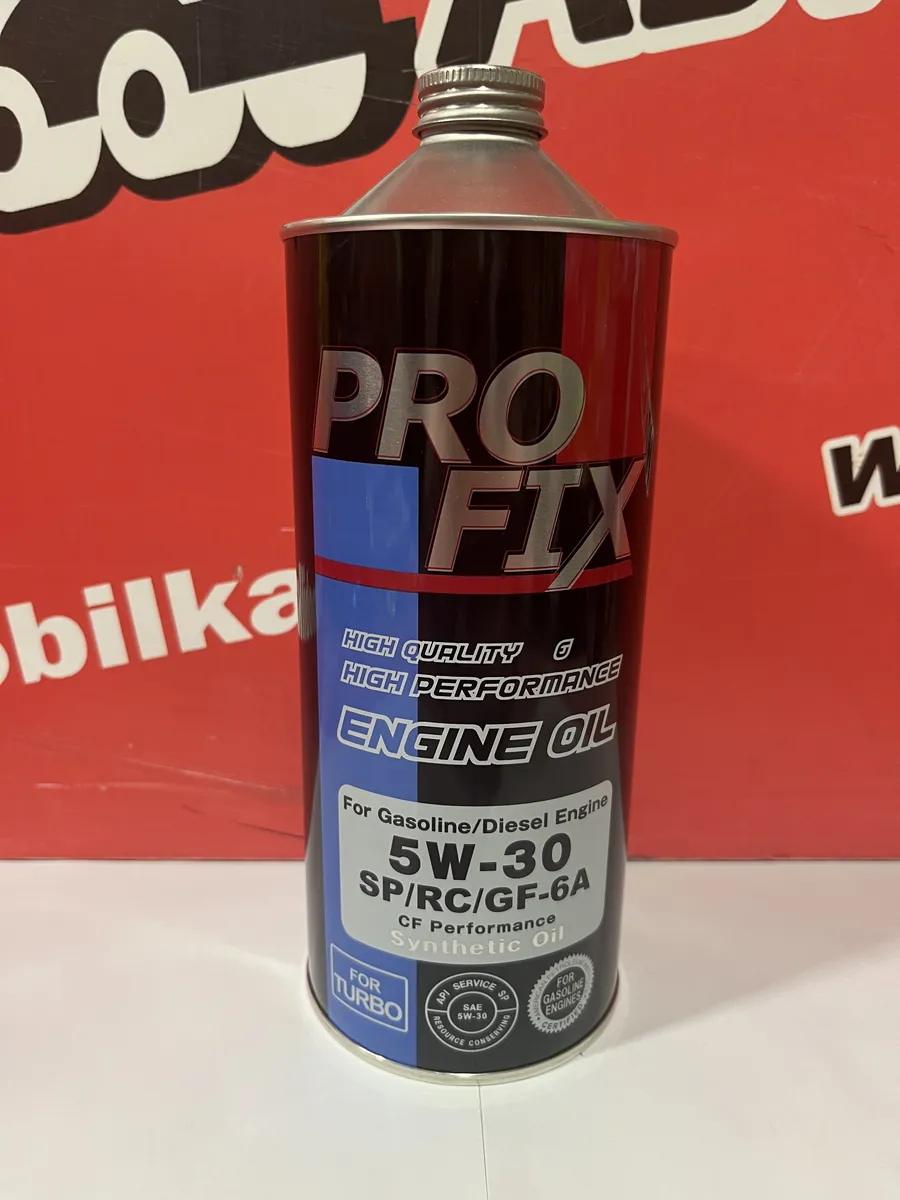 obilka
PRO
FIX
HIGH QUALITY &
HIGH PERFORMANCE
ENGINE OIL
For Gasoline/Diesel Engine
5W-30
SP/RC/GF-6A
CF Performance
Synthetic Oil
FOR
TURBO
API SERVICE SP
SAE
5W-30
RESOURCE CONSERVING
FOR
GASOLINE
ENGINES
CERTIFIED